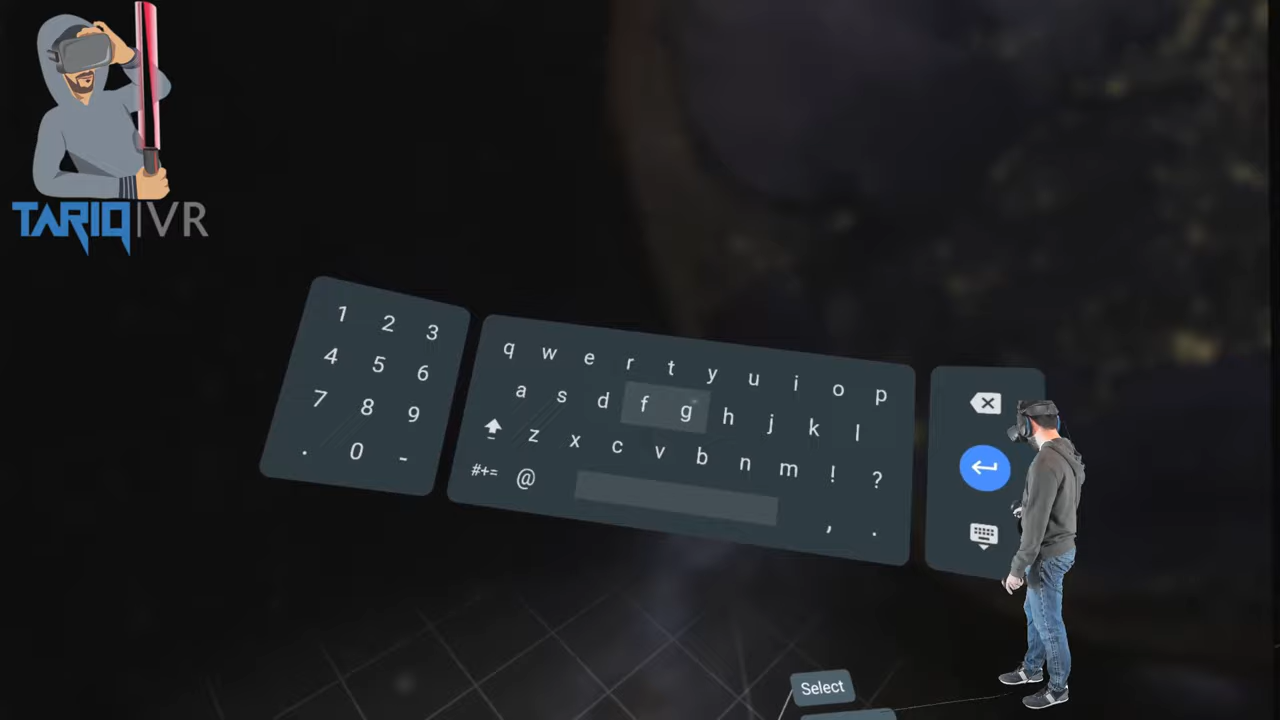 TARIQ|VR
1 2 3
4 5 6
7 8 9
. 0 -
q w e r t y u i o p
a s d f g h j k l
z x c v b n m ! ?
#+= @ , .
Select